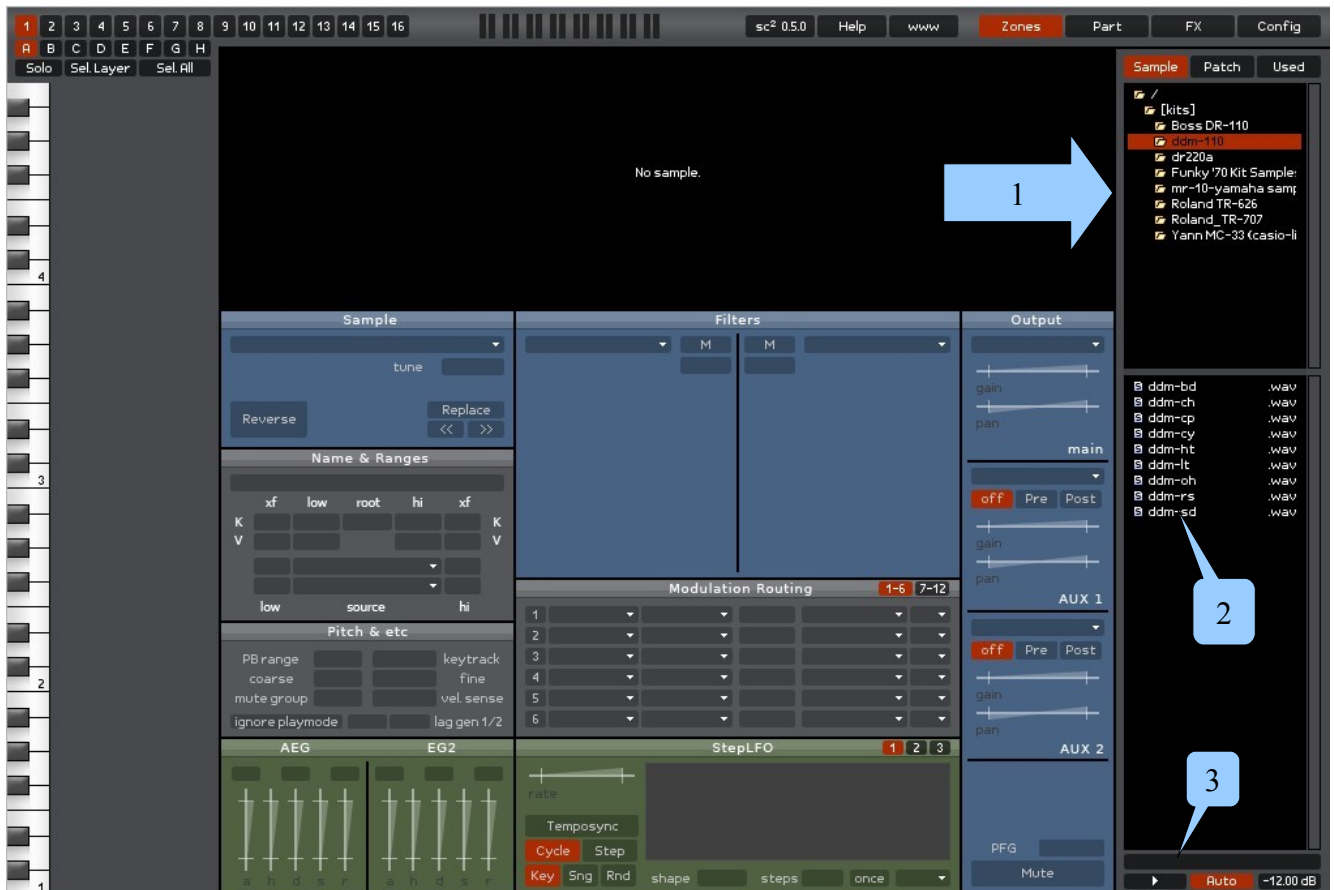 1 2 3 4 5 6 7 8 9 10 11 12 13 14 15 16 sc² 0.5.0 Help www Zones Part FX Config
A B C D E F G H
Solo Sel.Layer Sel.All
Sample Patch Used
/
[kits]
Boss DR-110
ddm-110
dr220a
Funky '70 Kit Sample
mr-10-yamaha samp
Roland TR-626
Roland_TR-707
Yann MC-33 (casio-li
No sample.
1
4
3
2
1
Sample
tune
Reverse
Replace
<< >>
Name & Ranges
xf low root hi xf
K K
V V
low source hi
Pitch & etc
PB range keytrack
coarse fine
mute group vel. sense
ignore playmode lag gen 1/2
AEG EG2
a h d s r a h d s r
Filters
M M
Modulation Routing 1-6 7-12
1
2
3
4
5
6
StepLFO 1 2 3
rate
Temposync
Cycle Step
Key Sng Rnd shape steps once
Output
gain
pan
main
off Pre Post
gain
pan
AUX 1
off Pre Post
gain
pan
AUX 2
PFG
Mute
ddm-bd .wav
ddm-ch .wav
ddm-cp .wav
ddm-cy .wav
ddm-ht .wav
ddm-lt .wav
ddm-oh .wav
ddm-rs .wav
ddm-sd .wav
2
3
Auto -12.00 dB